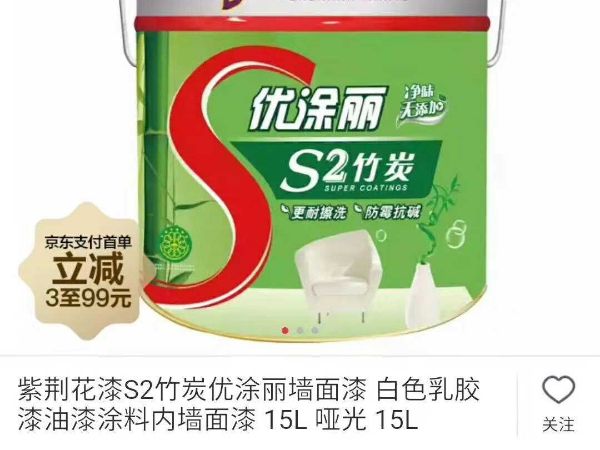 优涂丽
净味
无添加
S2竹炭
SUPER COATINGS
更耐擦洗 防霉抗碱
京东支付首单
立减
3至99元
紫荆花漆S2竹炭优涂丽墙面漆 白色乳胶
漆油漆涂料内墙面漆 15L 哑光 15L
关注